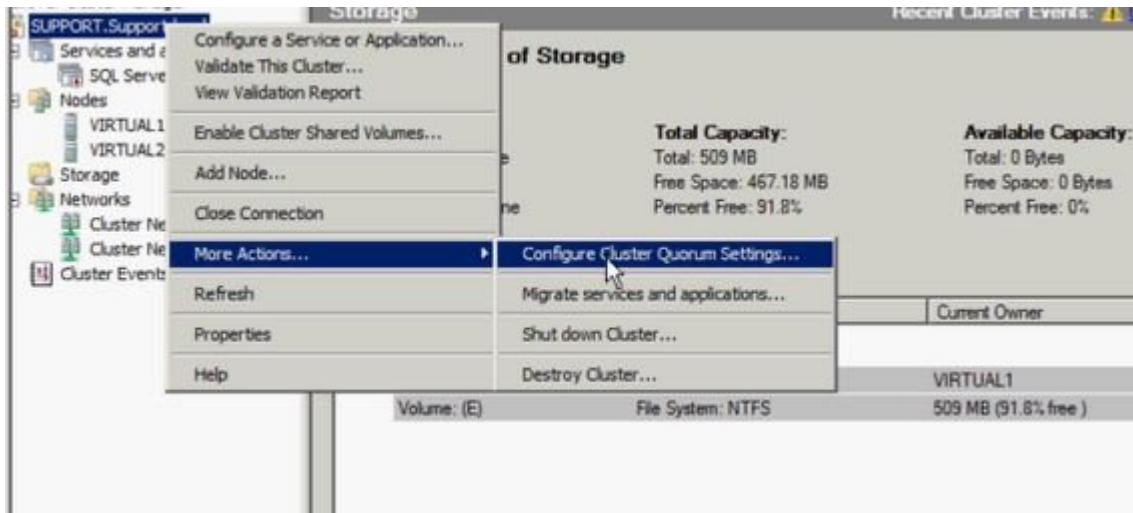 Storage
Recent Cluster Events:
SUPPORT.Support
Services and a
SQL Serve
Nodes
VIRTUAL1
VIRTUAL2
Storage
Networks
Cluster Ne
Cluster Ne
Cluster Events
Configure a Service or Application...
Validate This Cluster...
View Validation Report
Enable Cluster Shared Volumes...
Add Node...
Close Connection
More Actions...
Refresh
Properties
Help
Configure Cluster Quorum Settings...
Migrate services and applications...
Shut down Cluster...
Destroy Cluster...
of Storage
Total Capacity:
Total: 509 MB
Free Space: 467.18 MB
Percent Free: 91.8%
Available Capacity:
Total: 0 Bytes
Free Space: 0 Bytes
Percent Free: 0%
e
ne
Current Owner
VIRTUAL1
Volume: (E)
File System: NTFS
509 MB (91.8% free )